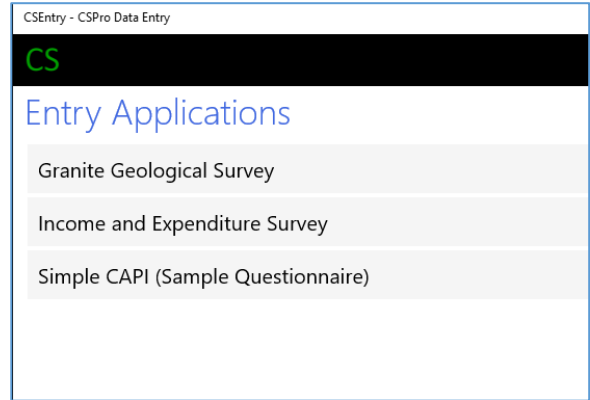 CSEntry - CSPro Data Entry
CS
Entry Applications
Granite Geological Survey
Income and Expenditure Survey
Simple CAPI (Sample Questionnaire)